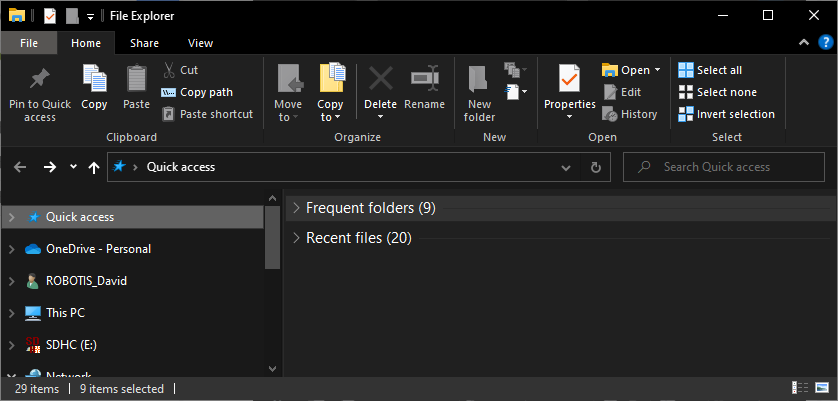 File Explorer
File Home Share View
Pin to Quick access
Copy
Paste
Cut
Copy path
Paste shortcut
Clipboard
Move to
Copy to
Delete
Rename
Organize
New folder
New
Properties
Open
Edit
History
Open
Select all
Select none
Invert selection
Select
Quick access
Search Quick access
Quick access
OneDrive - Personal
ROBOTIS_David
This PC
SDHC (E:)
Network
Frequent folders (9)
Recent files (20)
29 items 9 items selected